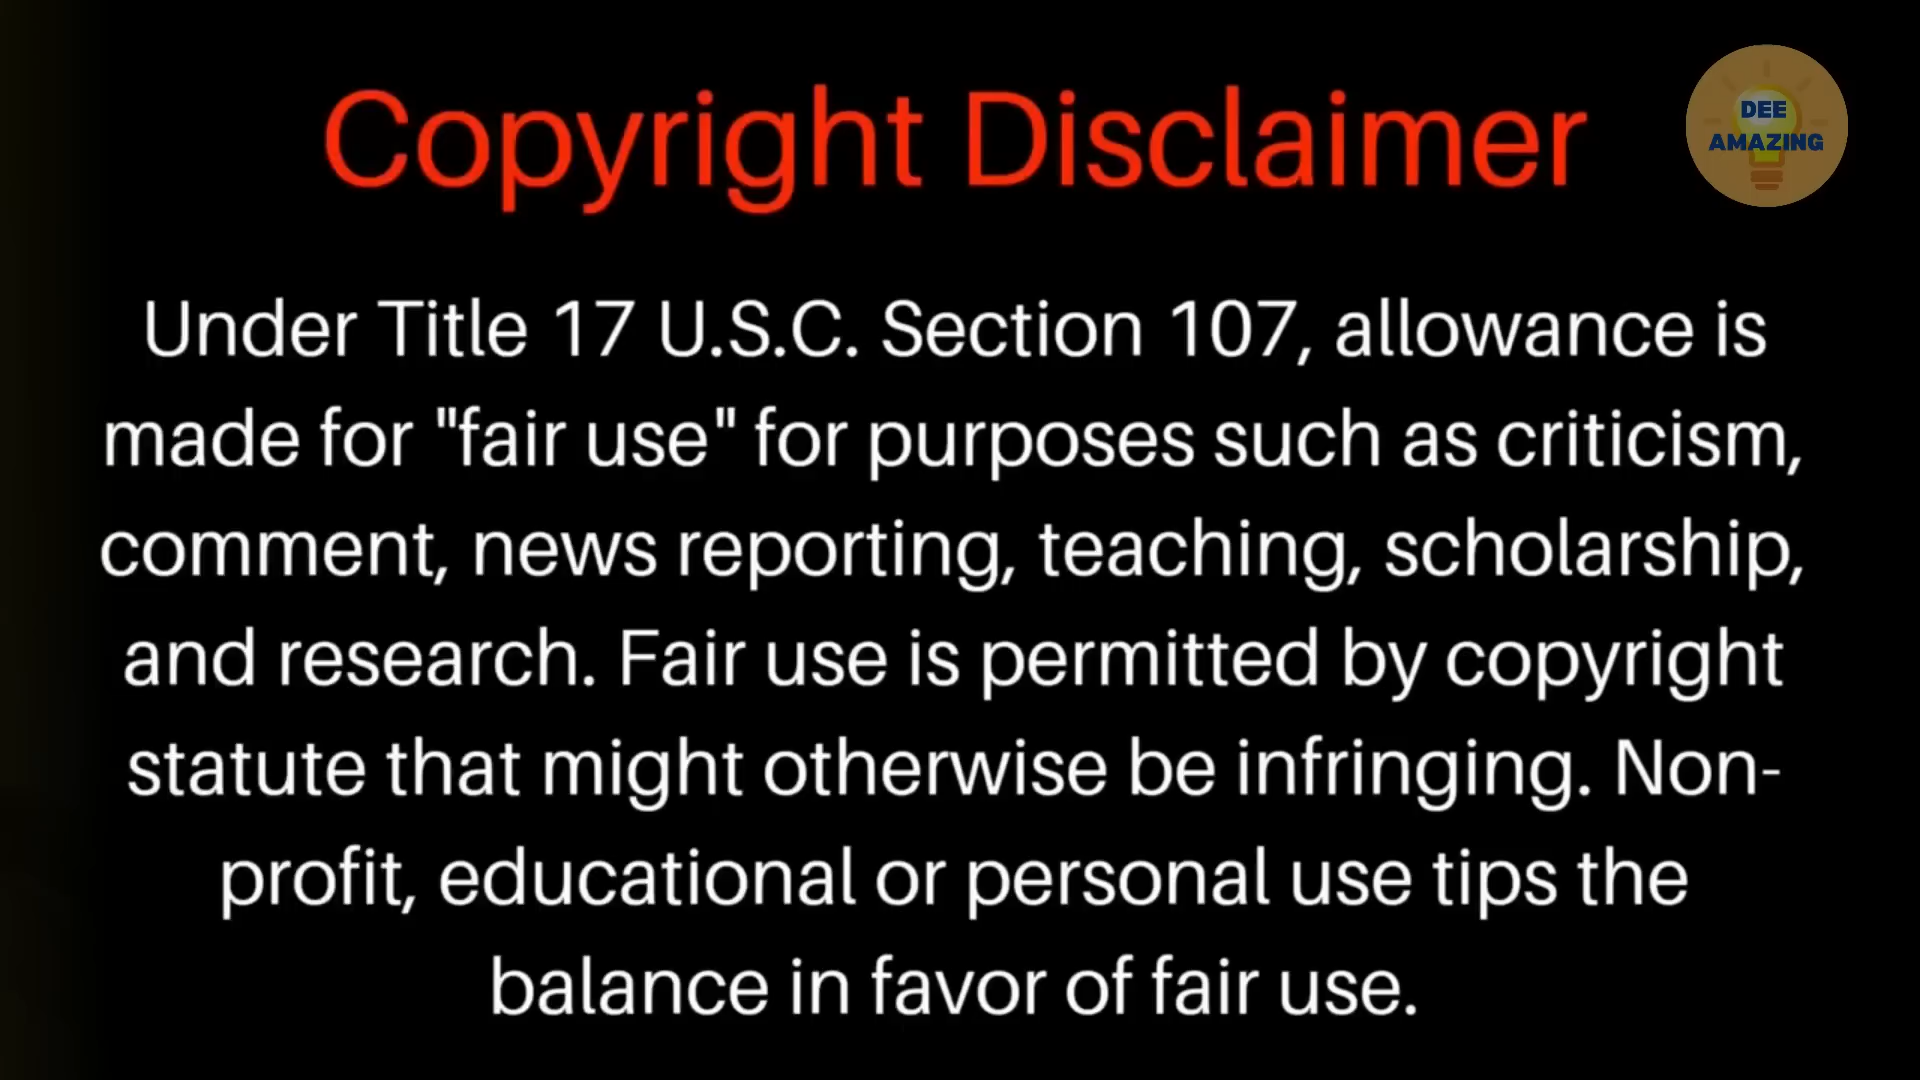 Copyright Disclaimer
DEE
AMAZING
Under Title 17 U.S.C. Section 107, allowance is
made for "fair use" for purposes such as criticism,
comment, news reporting, teaching, scholarship,
and research. Fair use is permitted by copyright
statute that might otherwise be infringing. Non-
profit, educational or personal use tips the
balance in favor of fair use.